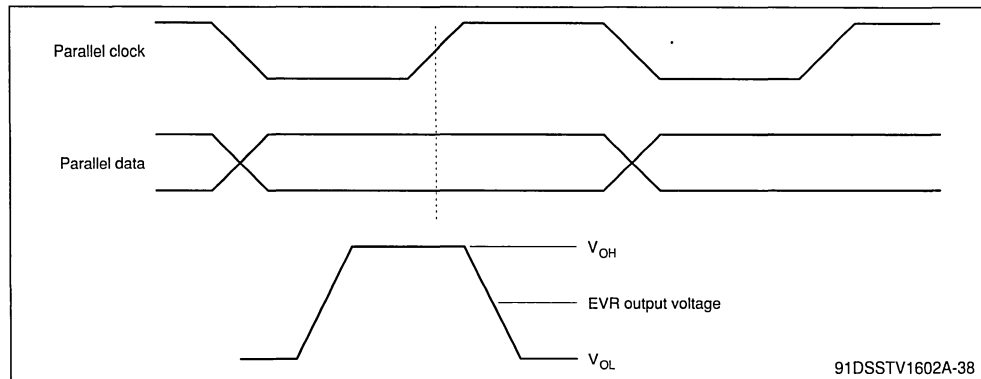 Parallel clock
Parallel data
VOH
EVR output voltage
VOL
91DSSTV1602A-38